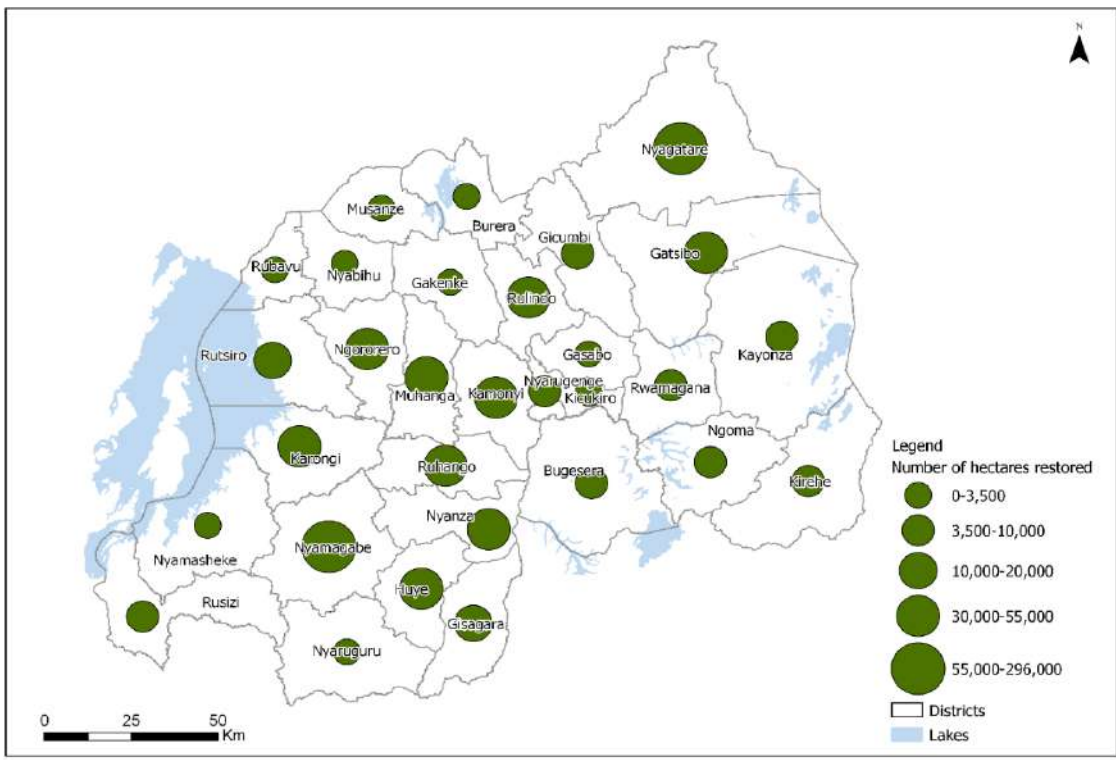 N
Nyagatare
Musanze
Burera
Gicumbi
Gatsibo
Rubavu
Nyabihu
Gakenke
Rulindo
Rutsiro
Ngororero
Gasabo
Kayonza
Muhanga
Kamonyi
Nyarugenge
Kicukiro
Rwamagana
Ngoma
Karongi
Ruhango
Bugesera
Kirehe
Nyanza
Nyamagabe
Nyamasheke
Huye
Rusizi
Gisagara
Nyaruguru
Legend
Number of hectares restored
0-3,500
3,500-10,000
10,000-20,000
30,000-55,000
55,000-296,000
Districts
Lakes
0 25 50
Km